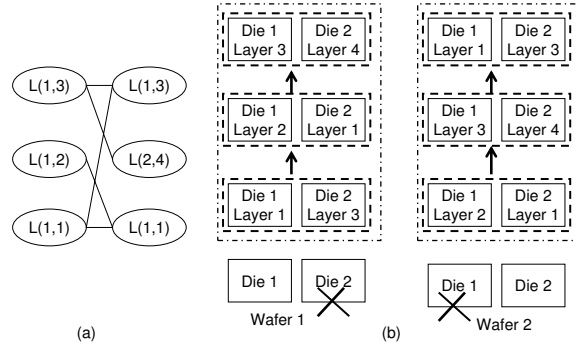 L(1,3)
L(1,3)
L(1,2)
L(2,4)
L(1,1)
L(1,1)
(a)
Die 1
Layer 3
Die 2
Layer 4
Die 1
Layer 2
Die 2
Layer 1
Die 1
Layer 1
Die 2
Layer 3
Die 1
Die 2
Wafer 1
Die 1
Layer 1
Die 2
Layer 3
Die 1
Layer 3
Die 2
Layer 4
Die 1
Layer 2
Die 2
Layer 1
Die 1
Die 2
Wafer 2
(b)